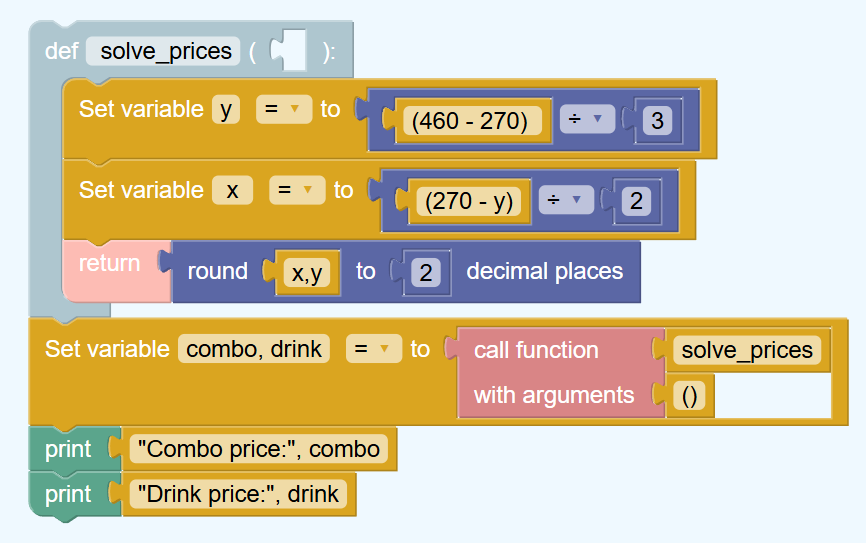 def solve_prices ( ):
Set variable y = to (460 - 270) ÷ 3
Set variable x = to (270 - y) ÷ 2
return round x,y to 2 decimal places
Set variable combo, drink = to call function solve_prices
with arguments ()
print "Combo price:", combo
print "Drink price:", drink